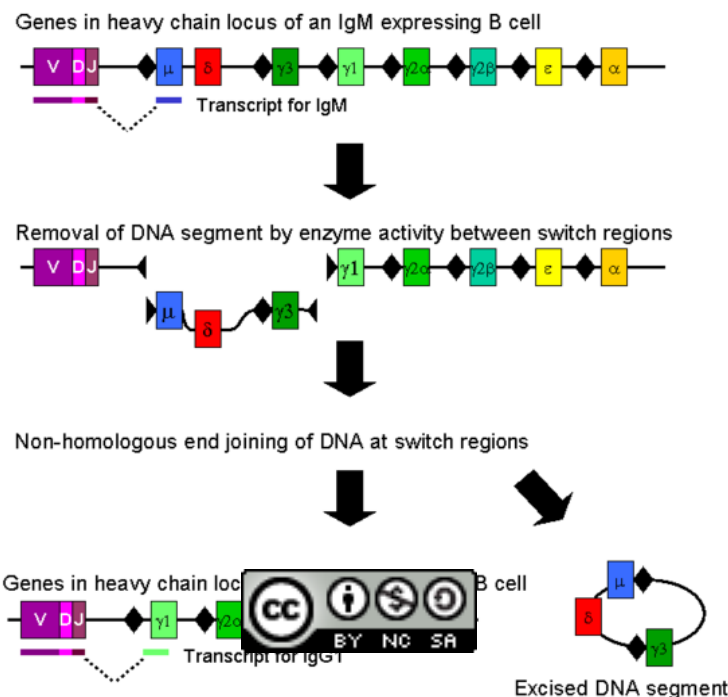 Genes in heavy chain locus of an IgM expressing B cell
V D J μ δ γ3 γ1 γ2α γ2β ε α
Transcript for IgM
Removal of DNA segment by enzyme activity between switch regions
V D J γ1 γ2α γ2β ε α
μ δ γ3
Non-homologous end joining of DNA at switch regions
Genes in heavy chain B cell
V D J γ1 γ2α
cc
BY NC SA
Transcript for IgG1
μ
δ
γ3
Excised DNA segment